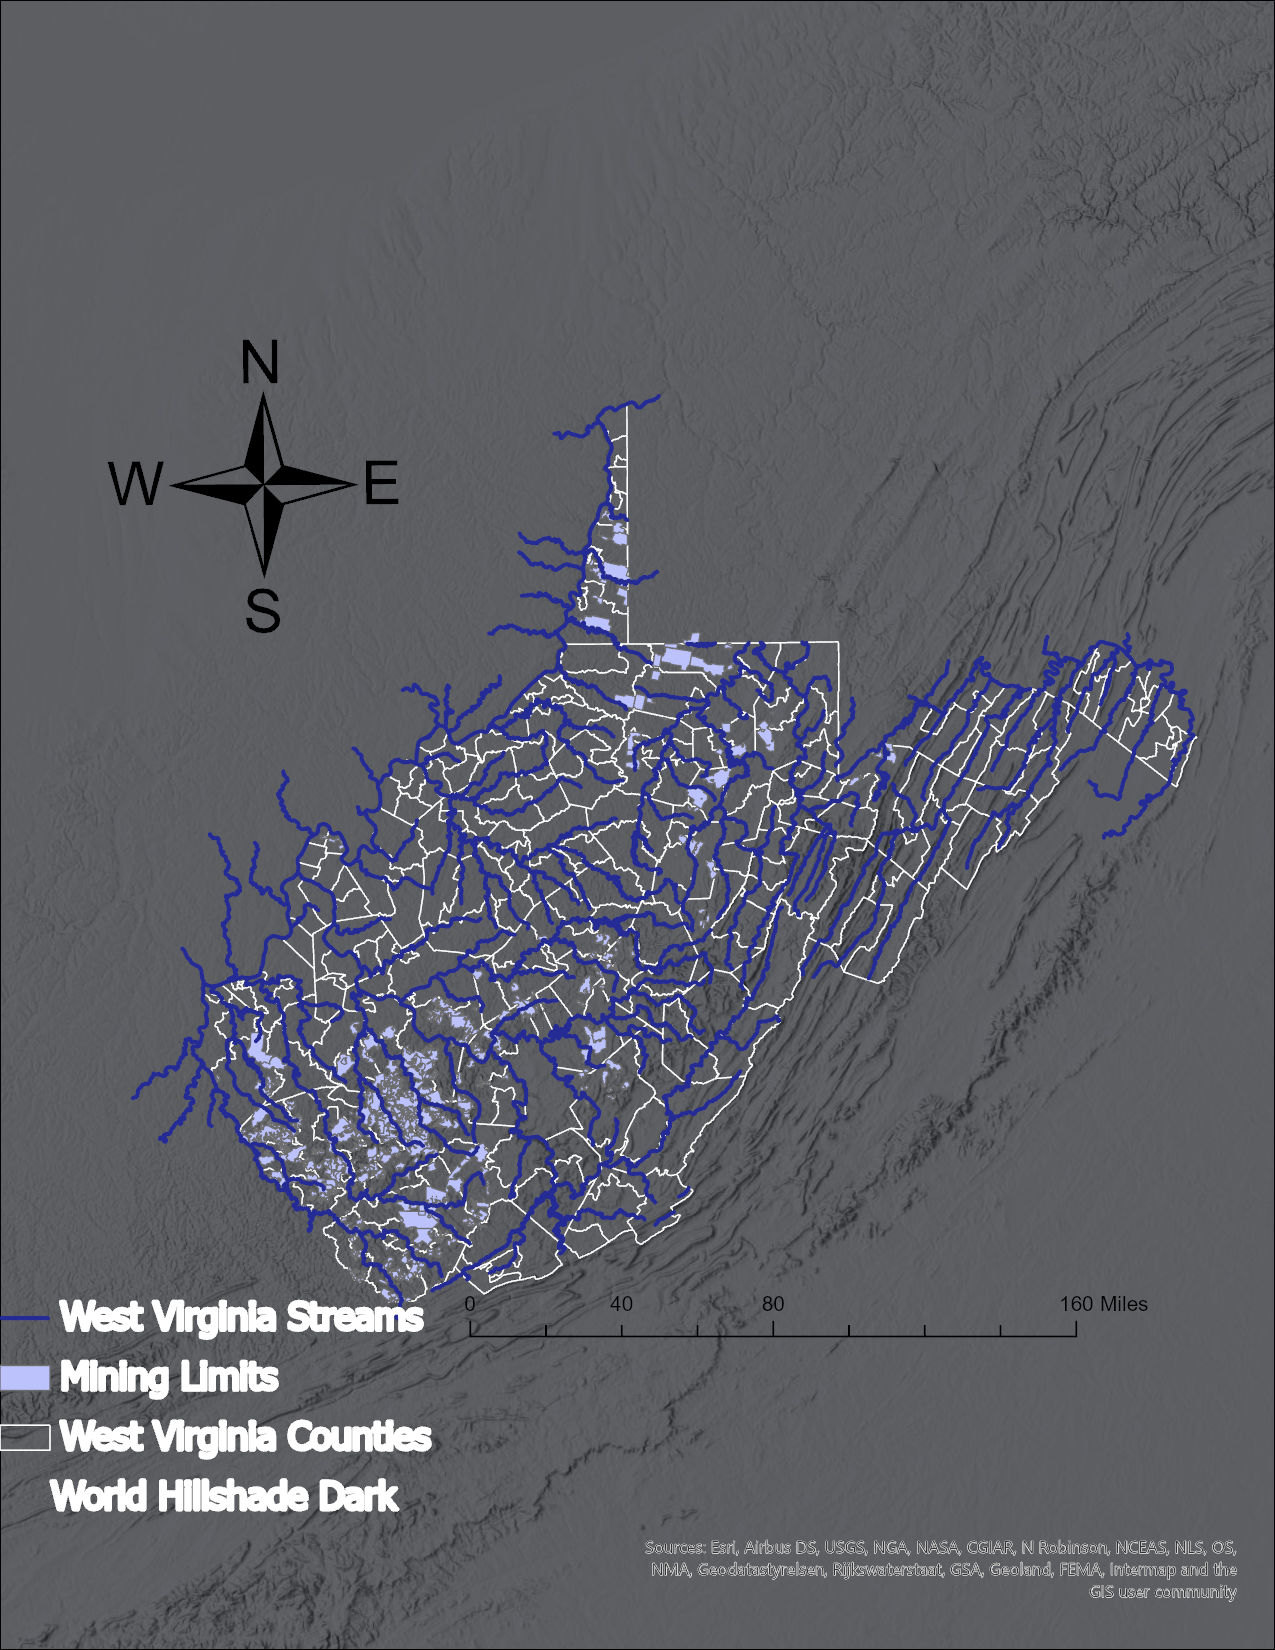 N
W E
S
0 40 80 160 Miles
West Virginia Streams
Mining Limits
West Virginia Counties
World Hillshade Dark
Sources: Esri, Airbus DS, USGS, NGA, NASA, CGIAR, N Robinson, NCEAS, NLS, OS,
NMA, Geodatastyrelsen, Rijkswaterstaat, GSA, Geoland, FEMA, Intermap and the
GIS user community